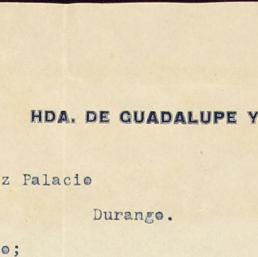 HDA. DE GUADALUPE Y
z Palacio
Durango.
o;